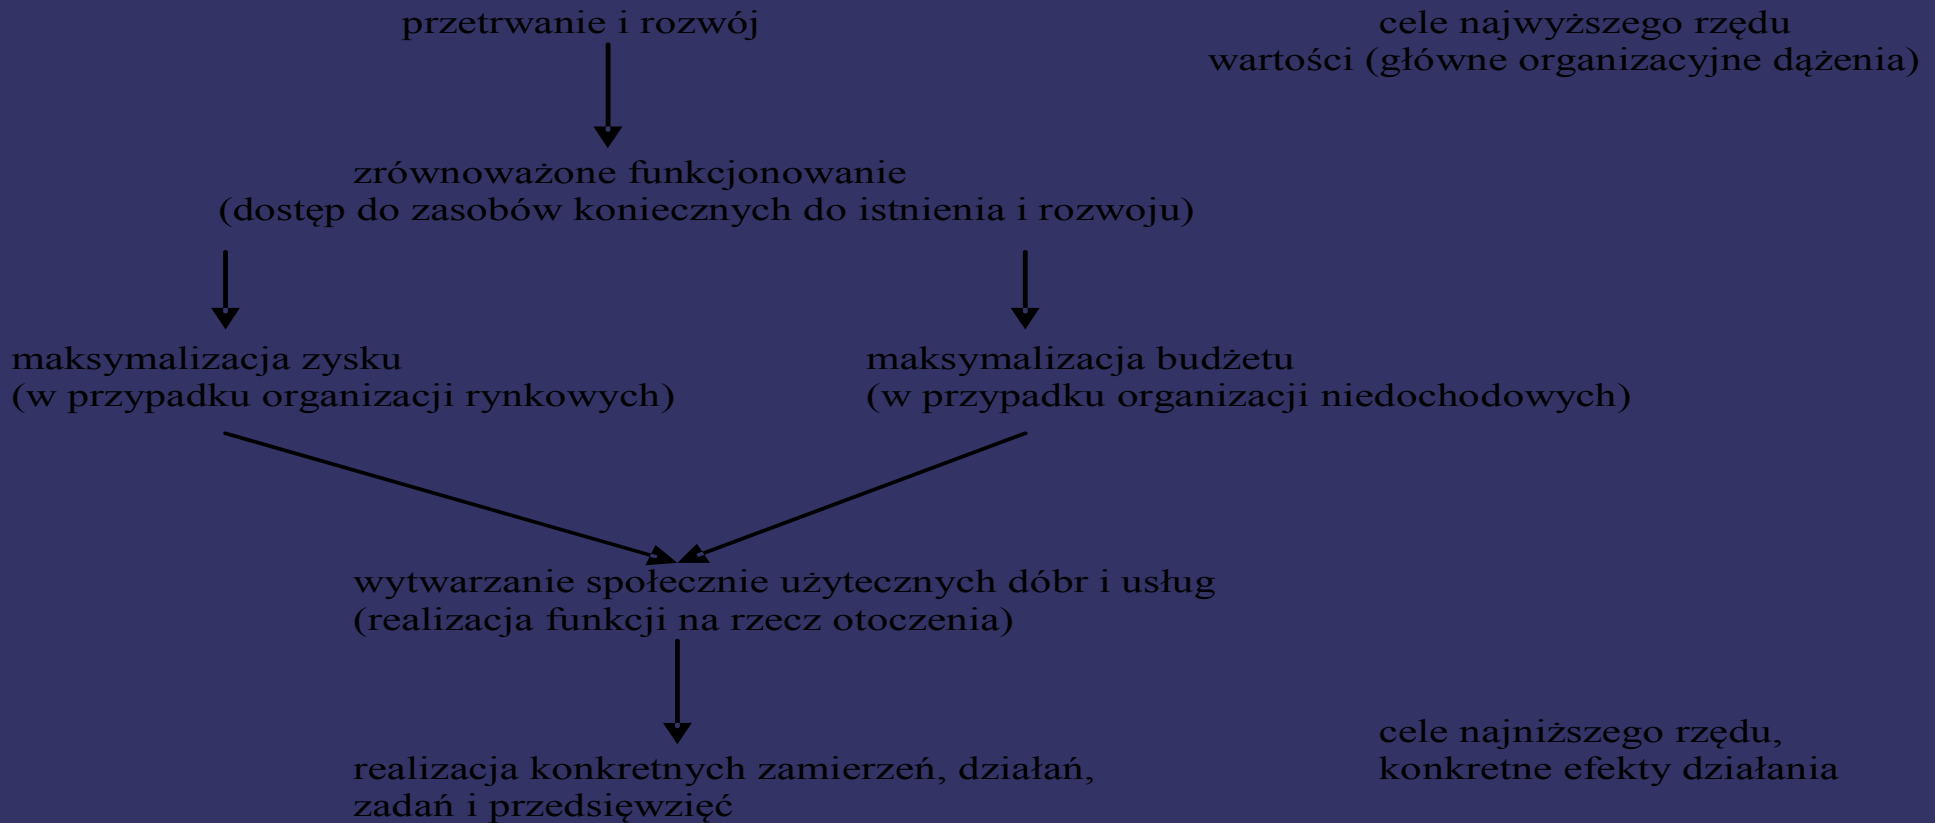 przetrwanie i rozwój
cele najwyższego rzędu
wartości (główne organizacyjne dążenia)
zrównoważone funkcjonowanie
(dostęp do zasobów koniecznych do istnienia i rozwoju)
maksymalizacja zysku
(w przypadku organizacji rynkowych)
maksymalizacja budżetu
(w przypadku organizacji niedochodowych)
wytwarzanie społecznie użytecznych dóbr i usług
(realizacja funkcji na rzecz otoczenia)
realizacja konkretnych zamierzeń, działań,
zadań i przedsięwzięć
cele najniższego rzędu,
konkretne efekty działania